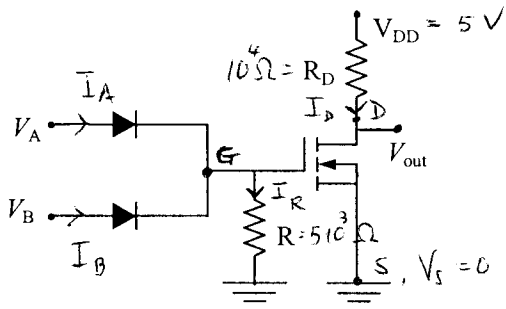 V_DD = 5 V
10^4 Ω = R_D
I_A
I_D
D
V_A
G
V_out
I_R
V_B
R = 5 10^3 Ω
I_B
S, V_S = 0